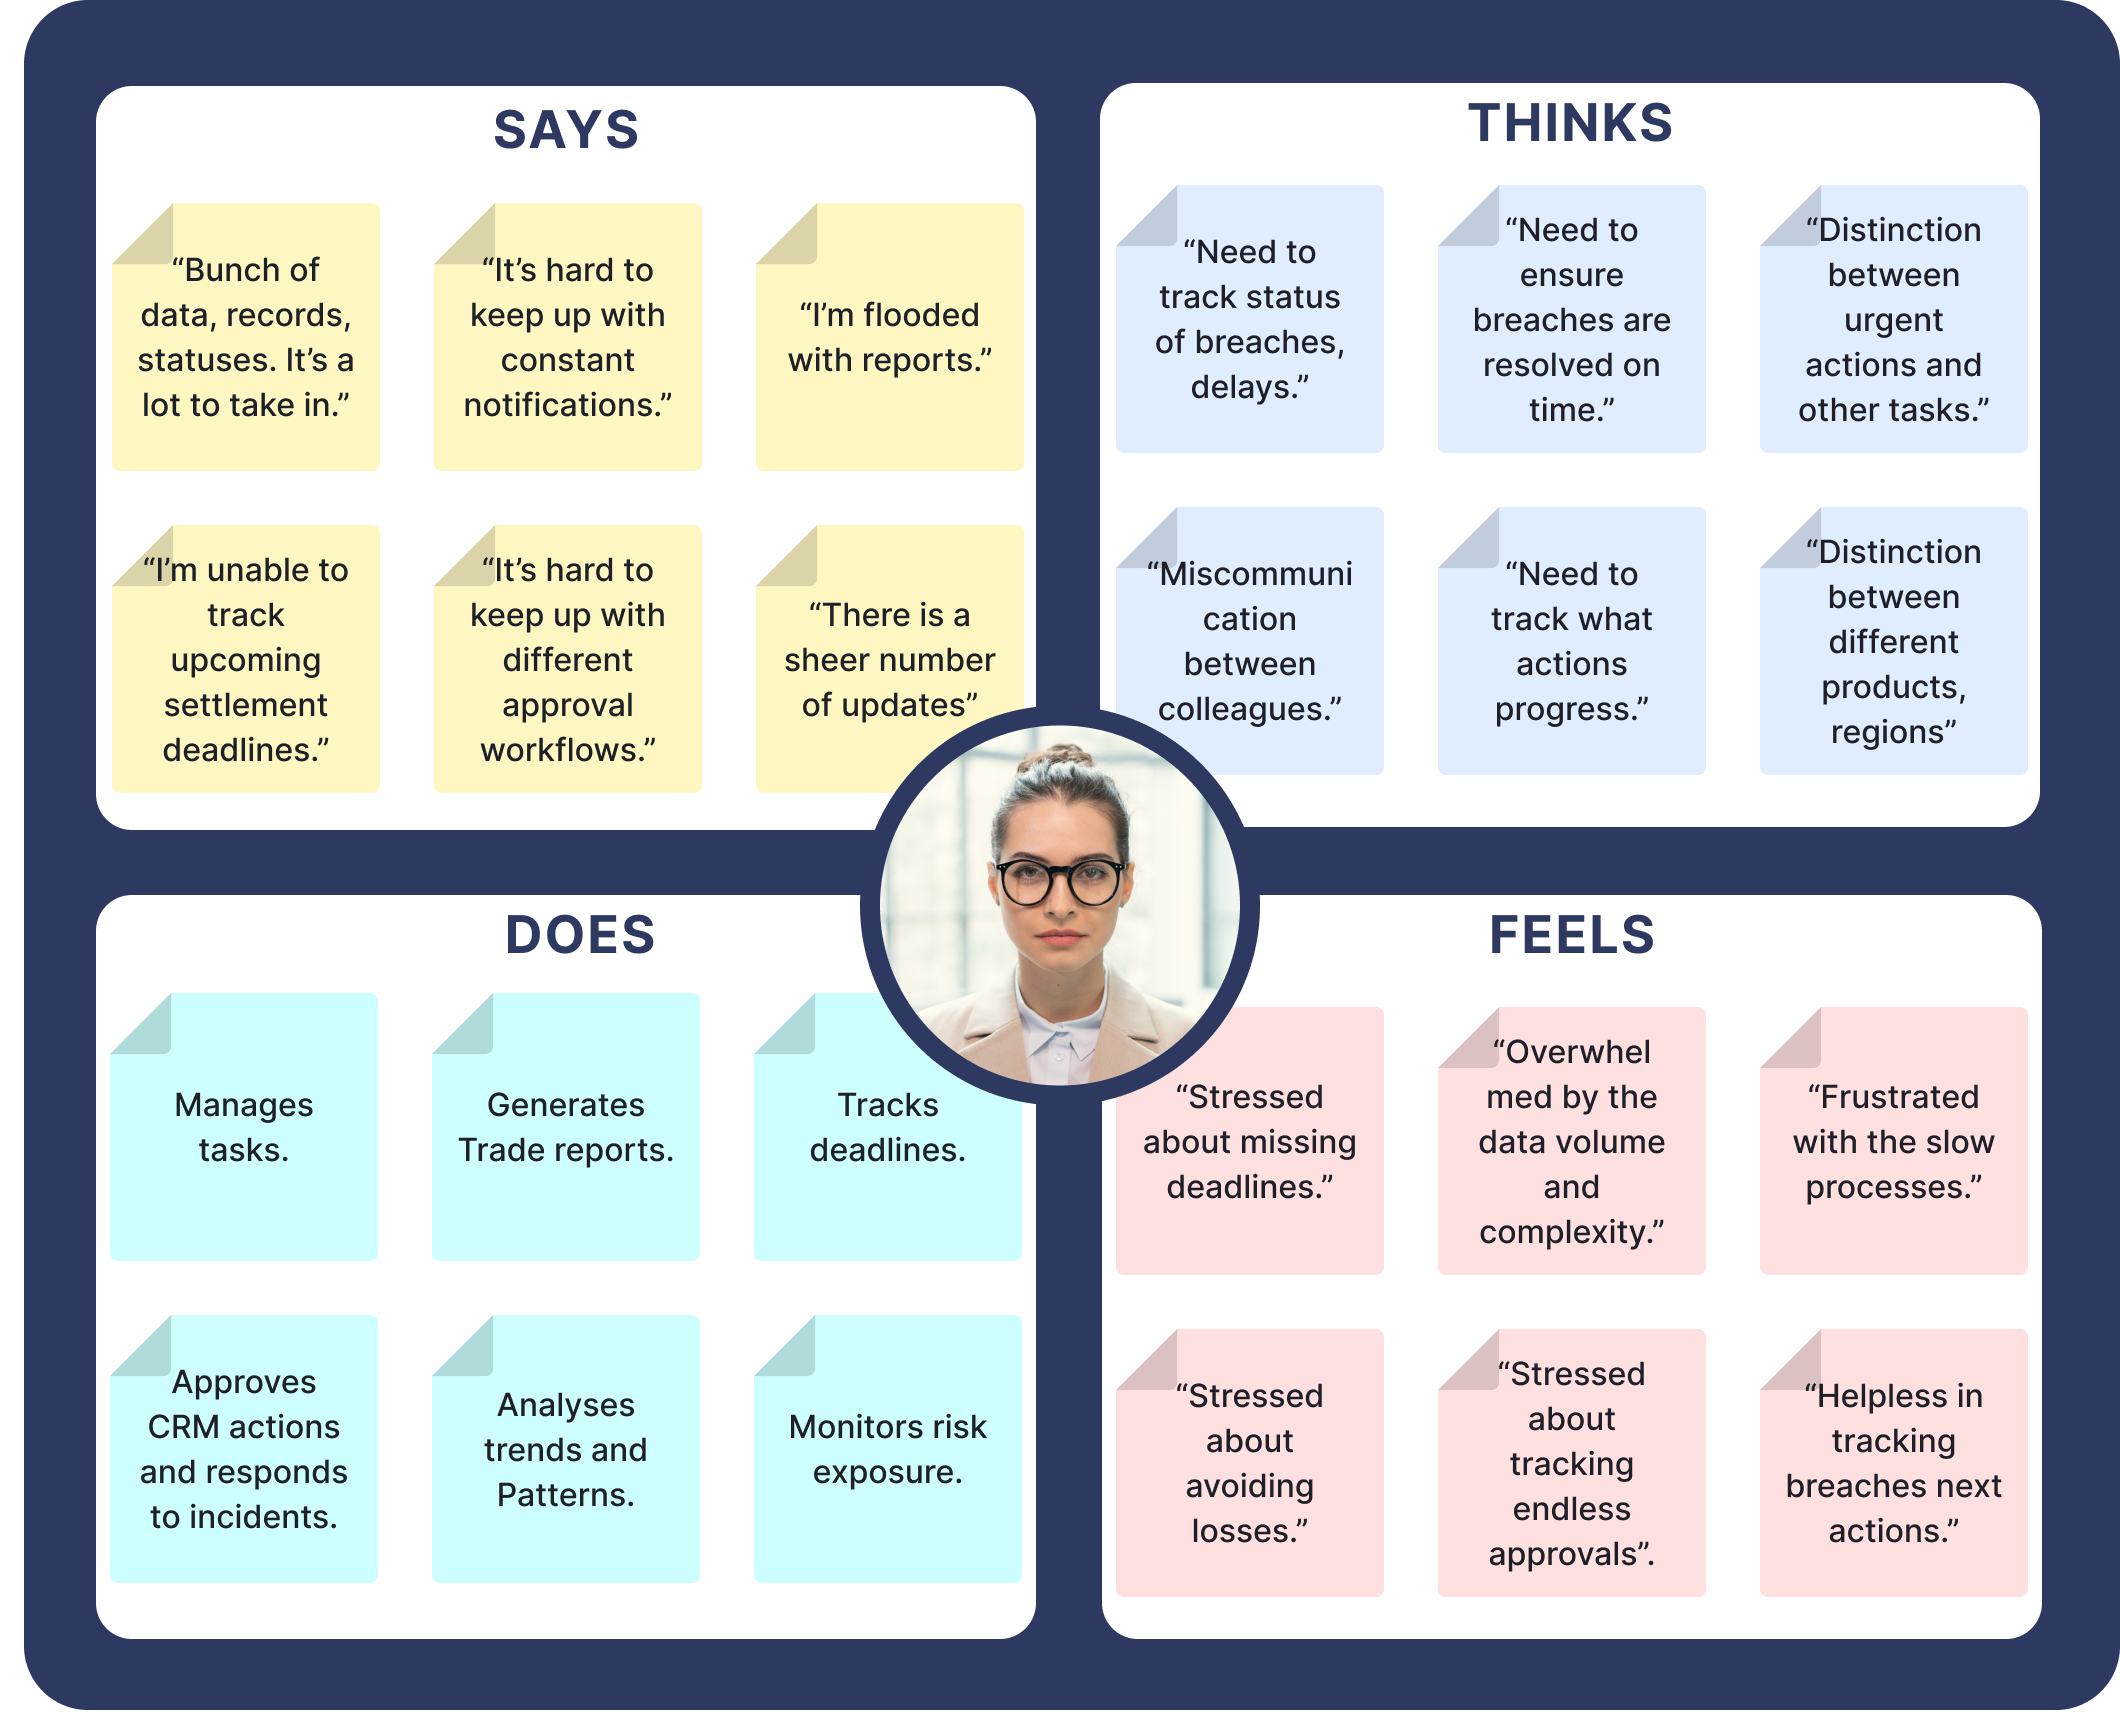 SAYS
“Bunch of
data, records,
statuses. It’s a
lot to take in.”
“It’s hard to
keep up with
constant
notifications.”
“I’m flooded
with reports.”
“I’m unable to
track
upcoming
settlement
deadlines.”
“It’s hard to
keep up with
different
approval
workflows.”
“There is a
sheer number
of updates”
THINKS
“Need to
track status
of breaches,
delays.”
“Need to
ensure
breaches are
resolved on
time.”
“Distinction
between
urgent
actions and
other tasks.”
“Miscommuni
cation
between
colleagues.”
“Need to
track what
actions
progress.”
“Distinction
between
different
products,
regions”
DOES
Manages
tasks.
Generates
Trade reports.
Tracks
deadlines.
Approves
CRM actions
and responds
to incidents.
Analyses
trends and
Patterns.
Monitors risk
exposure.
FEELS
“Stressed
about missing
deadlines.”
“Overwhel
med by the
data volume
and
complexity.”
“Frustrated
with the slow
processes.”
“Stressed
about
avoiding
losses.”
“Stressed
about
tracking
endless
approvals”.
“Helpless in
tracking
breaches next
actions.”